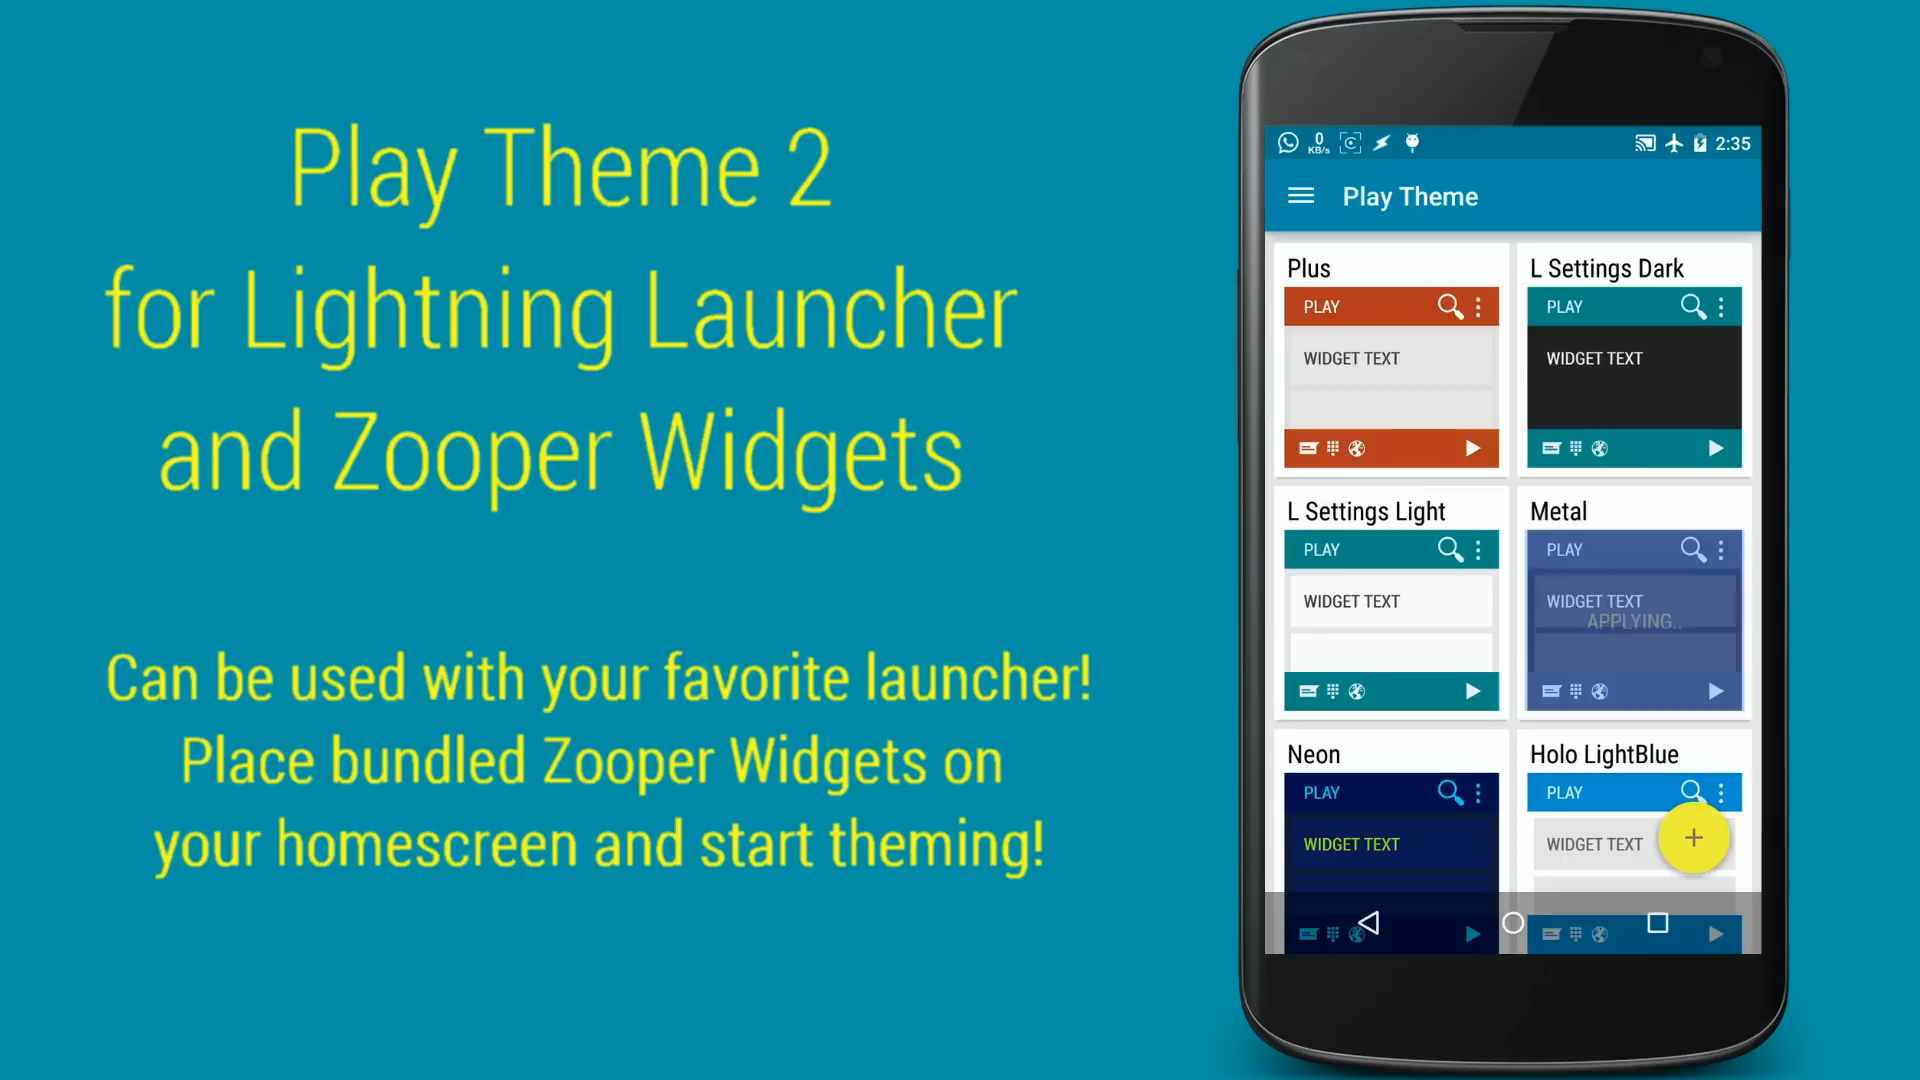 Play Theme 2
for Lightning Launcher
and Zooper Widgets
Can be used with your favorite launcher!
Place bundled Zooper Widgets on
your homescreen and start theming!
0
KB/s
2:35
Play Theme
Plus
PLAY
WIDGET TEXT
L Settings Dark
PLAY
WIDGET TEXT
L Settings Light
PLAY
WIDGET TEXT
Metal
PLAY
WIDGET TEXT
APPLYING..
Neon
PLAY
WIDGET TEXT
Holo LightBlue
PLAY
WIDGET TEXT